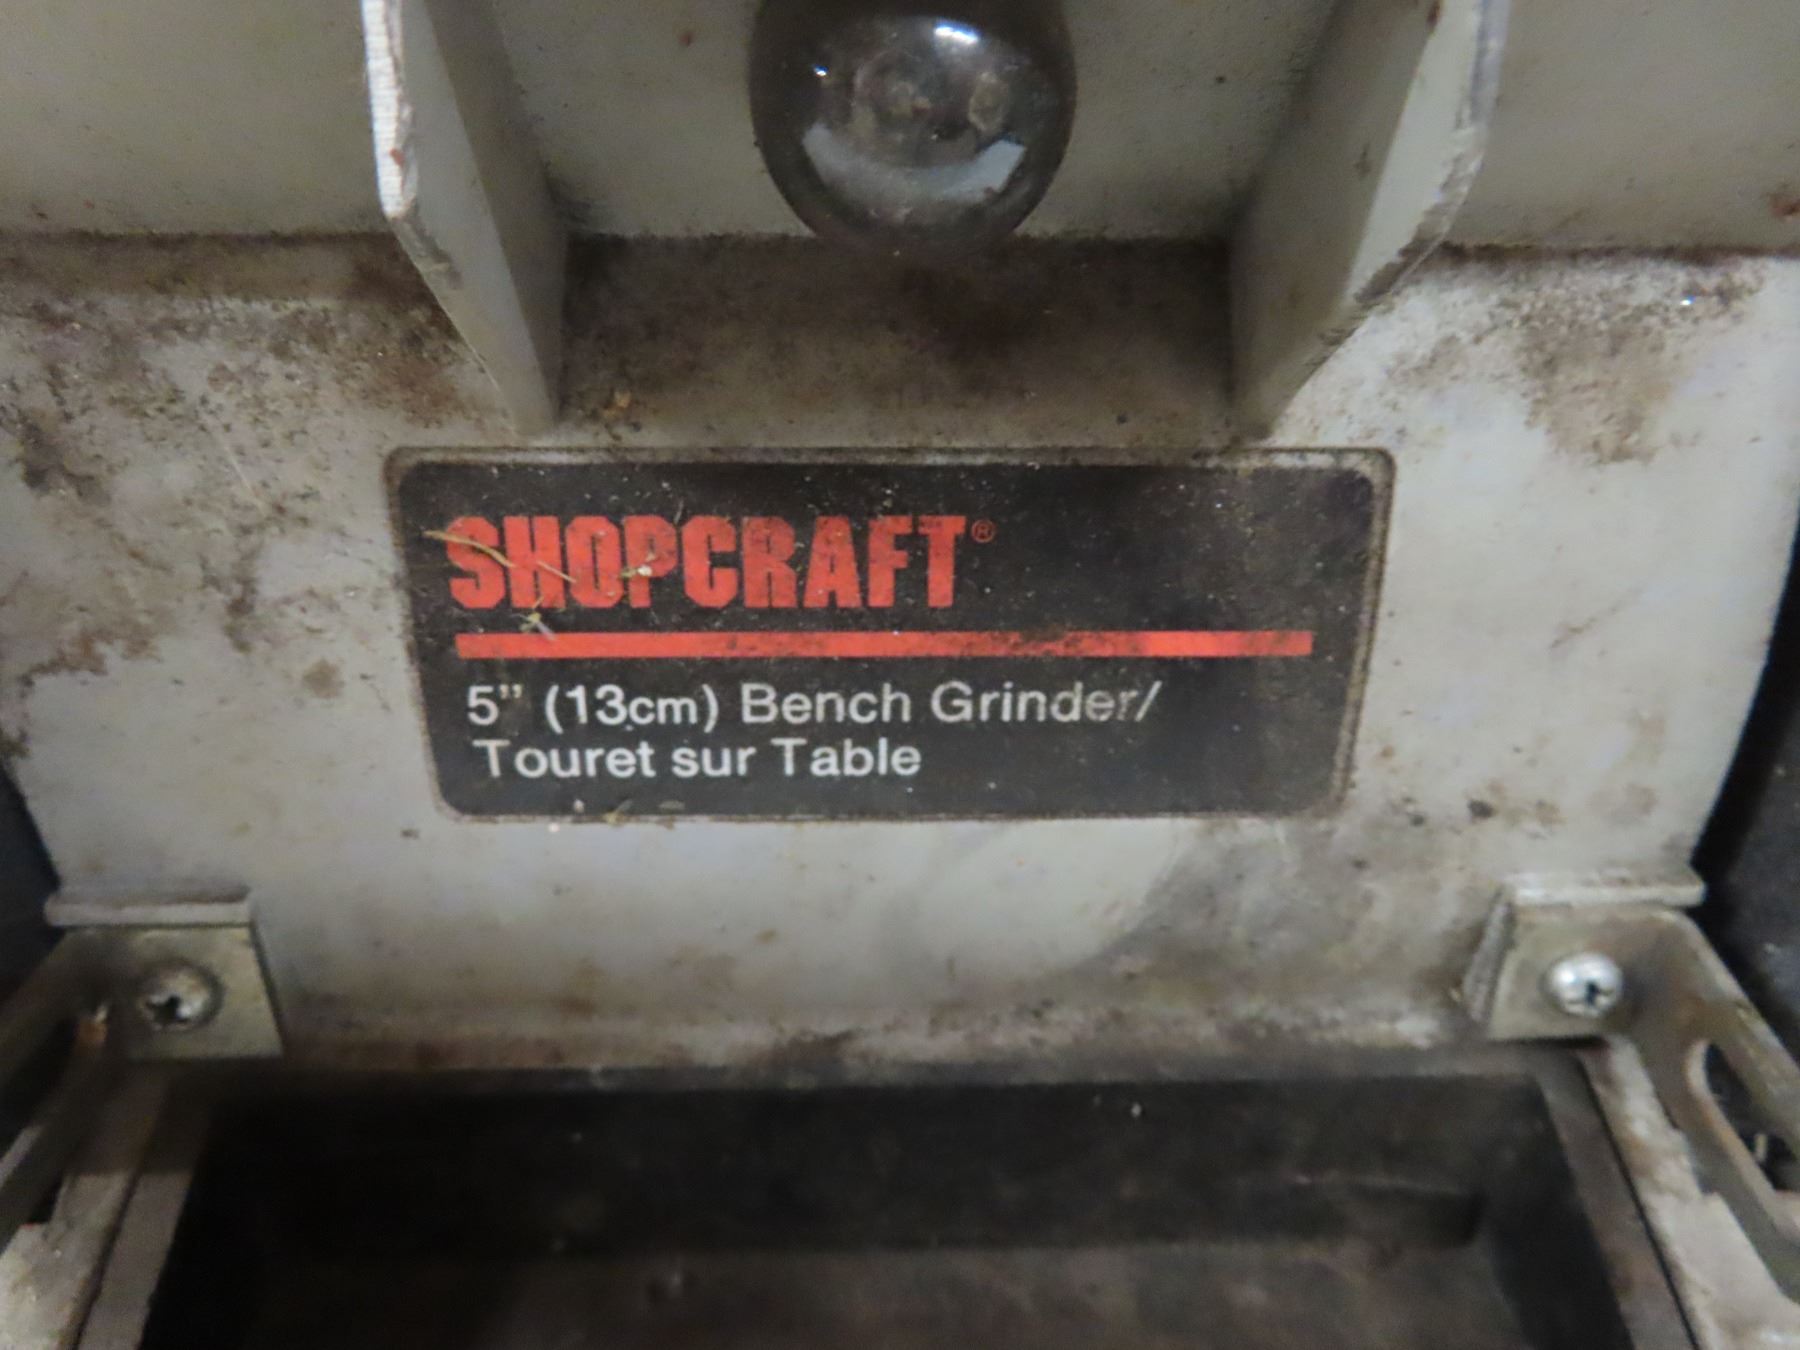 SHOPCRAFT®
5" (13cm) Bench Grinder/
Touret sur Table